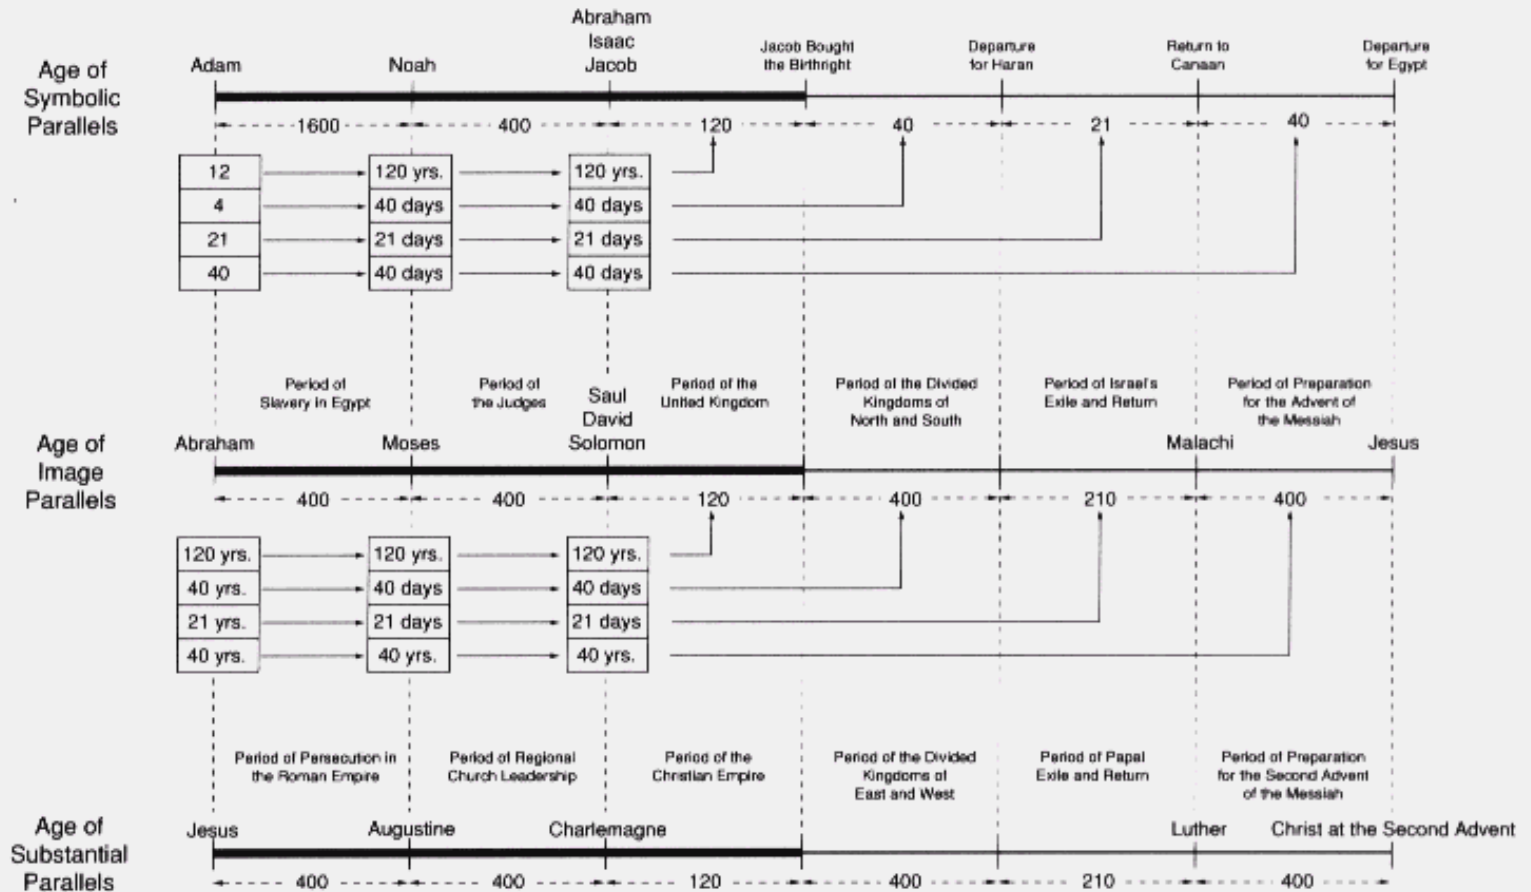 Age of
Symbolic
Parallels
Adam
Noah
Abraham
Isaac
Jacob
Jacob Bought
the Birthright
Departure
for Haran
Return to
Canaan
Departure
for Egypt
1600 400 120 40 21 40
12 120 yrs. 120 yrs.
4 40 days 40 days
21 21 days 21 days
40 40 days 40 days
Period of
Slavery in Egypt
Period of
the Judges
Period of the
United Kingdom
Period of the Divided
Kingdoms of
North and South
Period of Israel's
Exile and Return
Period of Preparation
for the Advent of
the Messiah
Age of
Image
Parallels
Abraham
Moses
Saul
David
Solomon
Malachi
Jesus
400 400 120 400 210 400
120 yrs. 120 yrs. 120 yrs.
40 yrs. 40 days 40 days
21 yrs. 21 days 21 days
40 yrs. 40 yrs. 40 yrs.
Period of Persecution in
the Roman Empire
Period of Regional
Church Leadership
Period of the
Christian Empire
Period of the Divided
Kingdoms of
East and West
Period of Papal
Exile and Return
Period of Preparation
for the Second Advent
of the Messiah
Age of
Substantial
Parallels
Jesus
Augustine
Charlemagne
Luther
Christ at the Second Advent
400 400 120 400 210 400